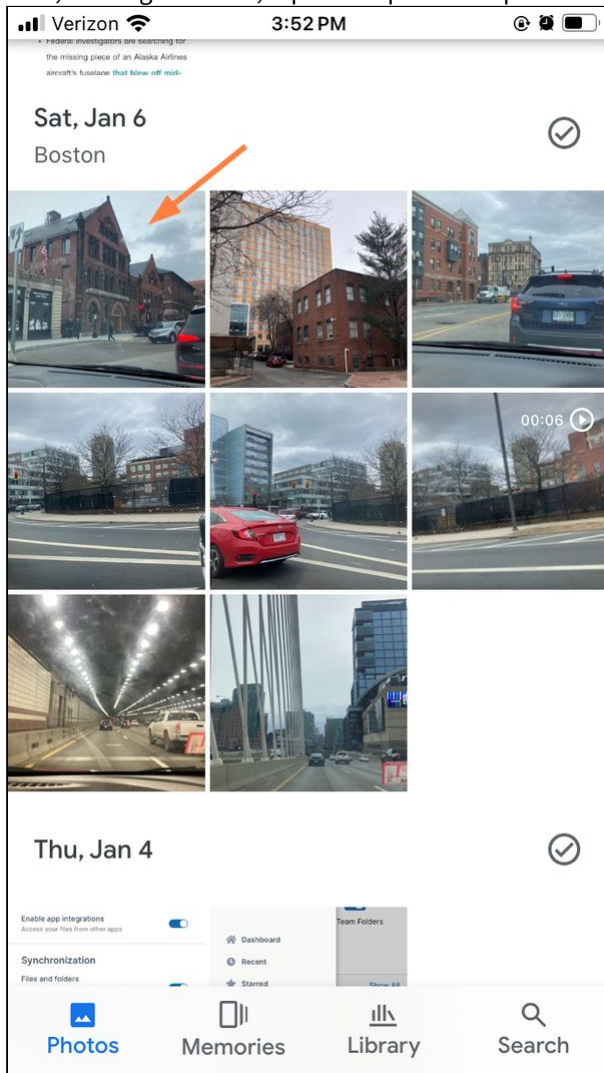 Verizon 3:52 PM
Federal investigators are searching for
the missing piece of an Alaska Airlines
aircraft's fuselage that blew off mid-
Sat, Jan 6
Boston
00:06
Thu, Jan 4
Enable app integrations
Access your files from other apps
Synchronization
Files and folders
Team Folders
Dashboard
Recent
Starred
Show All
Photos Memories Library Search